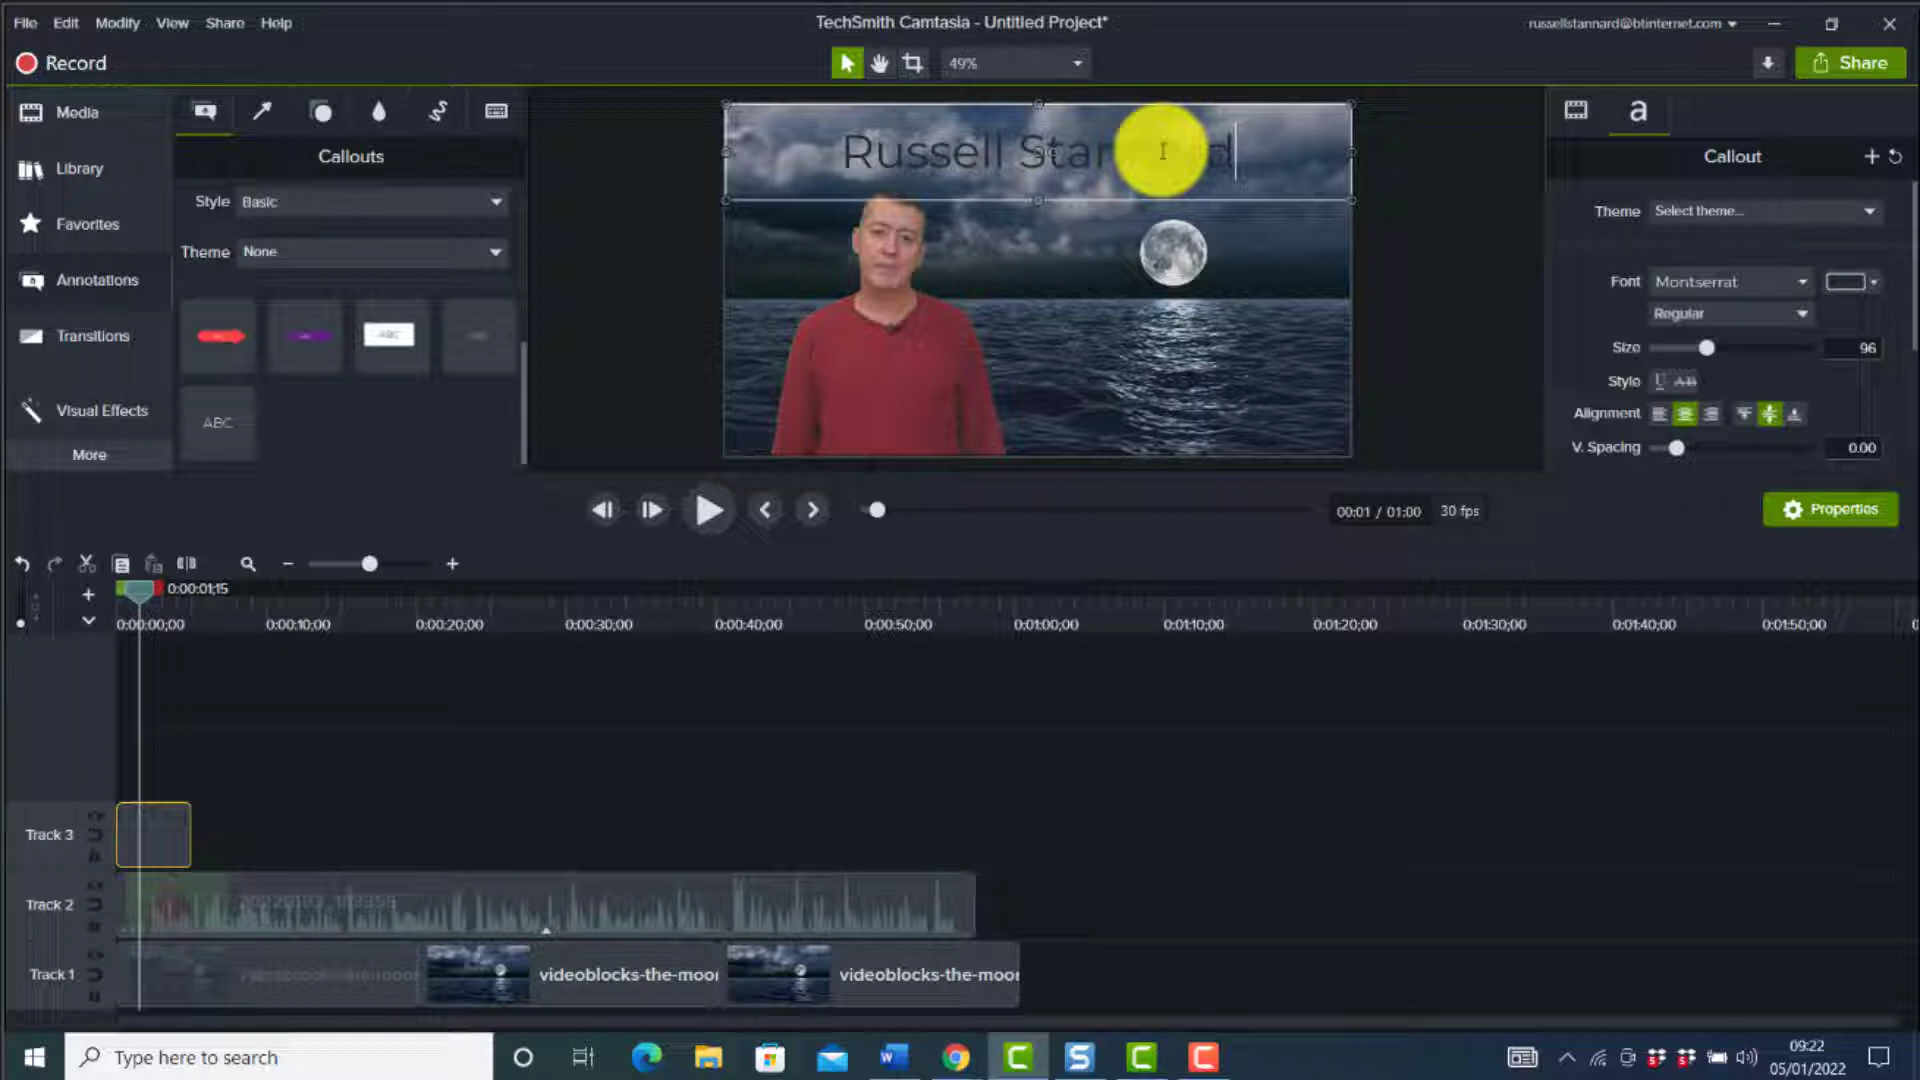 File Edit Modify View Share Help
TechSmith Camtasia - Untitled Project*
russellstannard@btinternet.com
Record
49%
Share
Media
Library
Favorites
Annotations
Transitions
Visual Effects
More
Callouts
Style Basic
Theme None
ABC
ABC
Russell
a
Callout
Theme Select theme...
Font Montserrat
Regular
Size 96
Style U AB
Alignment
V. Spacing 0.00
00:01 / 01:00 30 fps
Properties
0:00:01;15
0:00:00;00 0:00:10;00 0:00:20;00 0:00:30;00 0:00:40;00 0:00:50;00 0:01:00;00 0:01:10;00 0:01:20;00 0:01:30;00 0:01:40;00 0:01:50;00
Track 3
Track 2
Track 1
videoblocks-the-moo
videoblocks-the-moo
Type here to search
09:22
05/01/2022